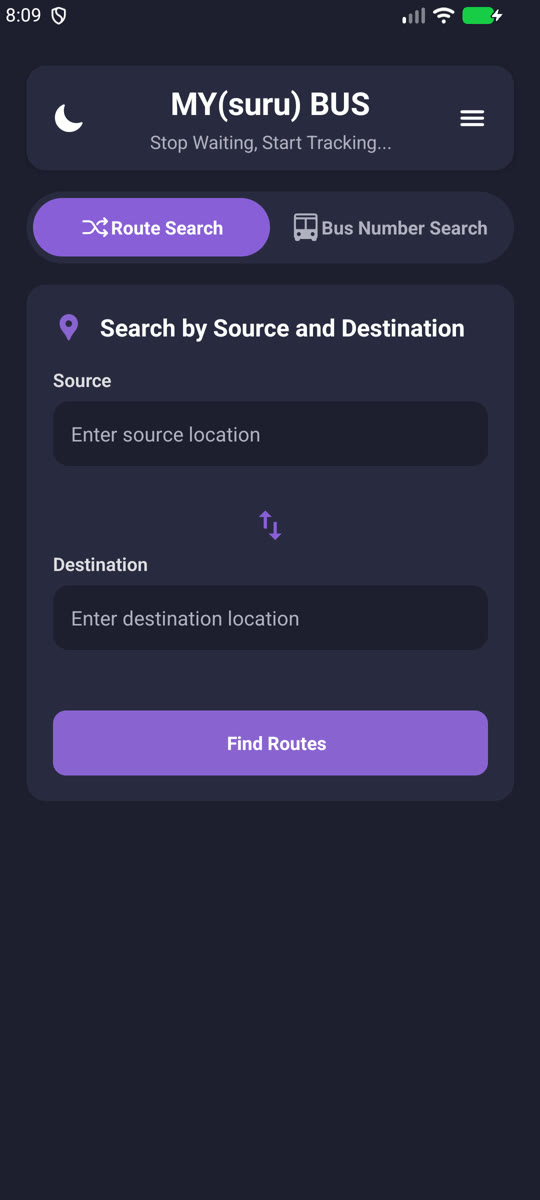 8:09
MY(suru) BUS
Stop Waiting, Start Tracking...
Route Search
Bus Number Search
Search by Source and Destination
Source
Enter source location
Destination
Enter destination location
Find Routes